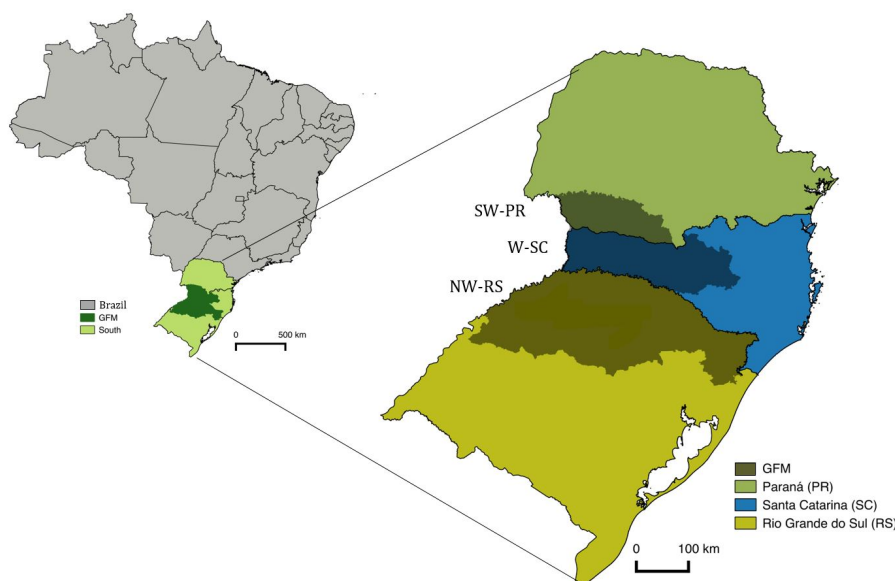 SW-PR
W-SC
NW-RS
Brazil
GFM
South
0 500 km
GFM
Paraná (PR)
Santa Catarina (SC)
Rio Grande do Sul (RS)
0 100 km